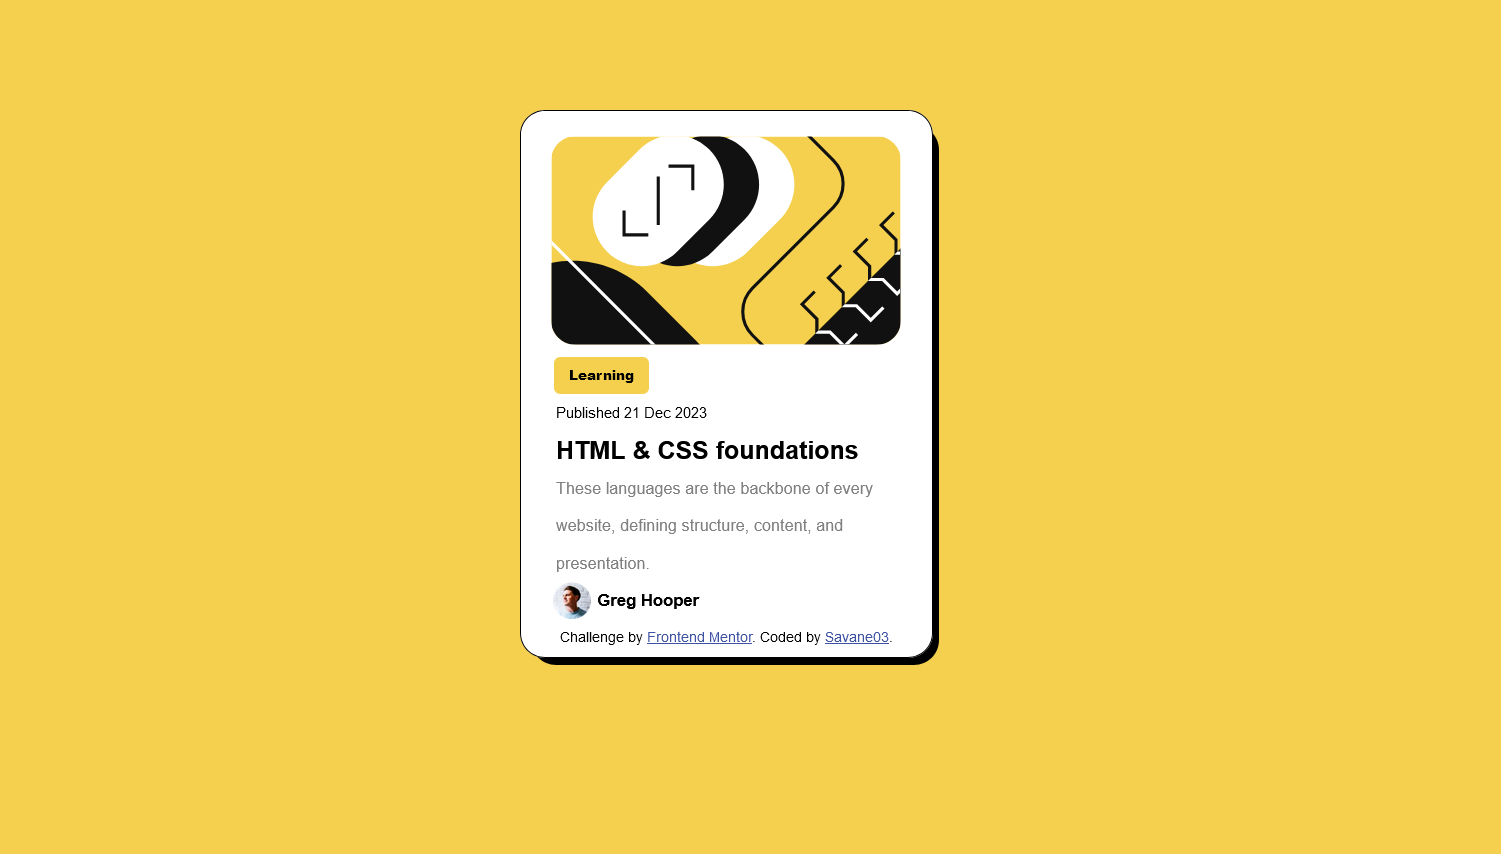 Learning
Published 21 Dec 2023
HTML & CSS foundations
These languages are the backbone of every
website, defining structure, content, and
presentation.
Greg Hooper
Challenge by Frontend Mentor. Coded by Savane03.